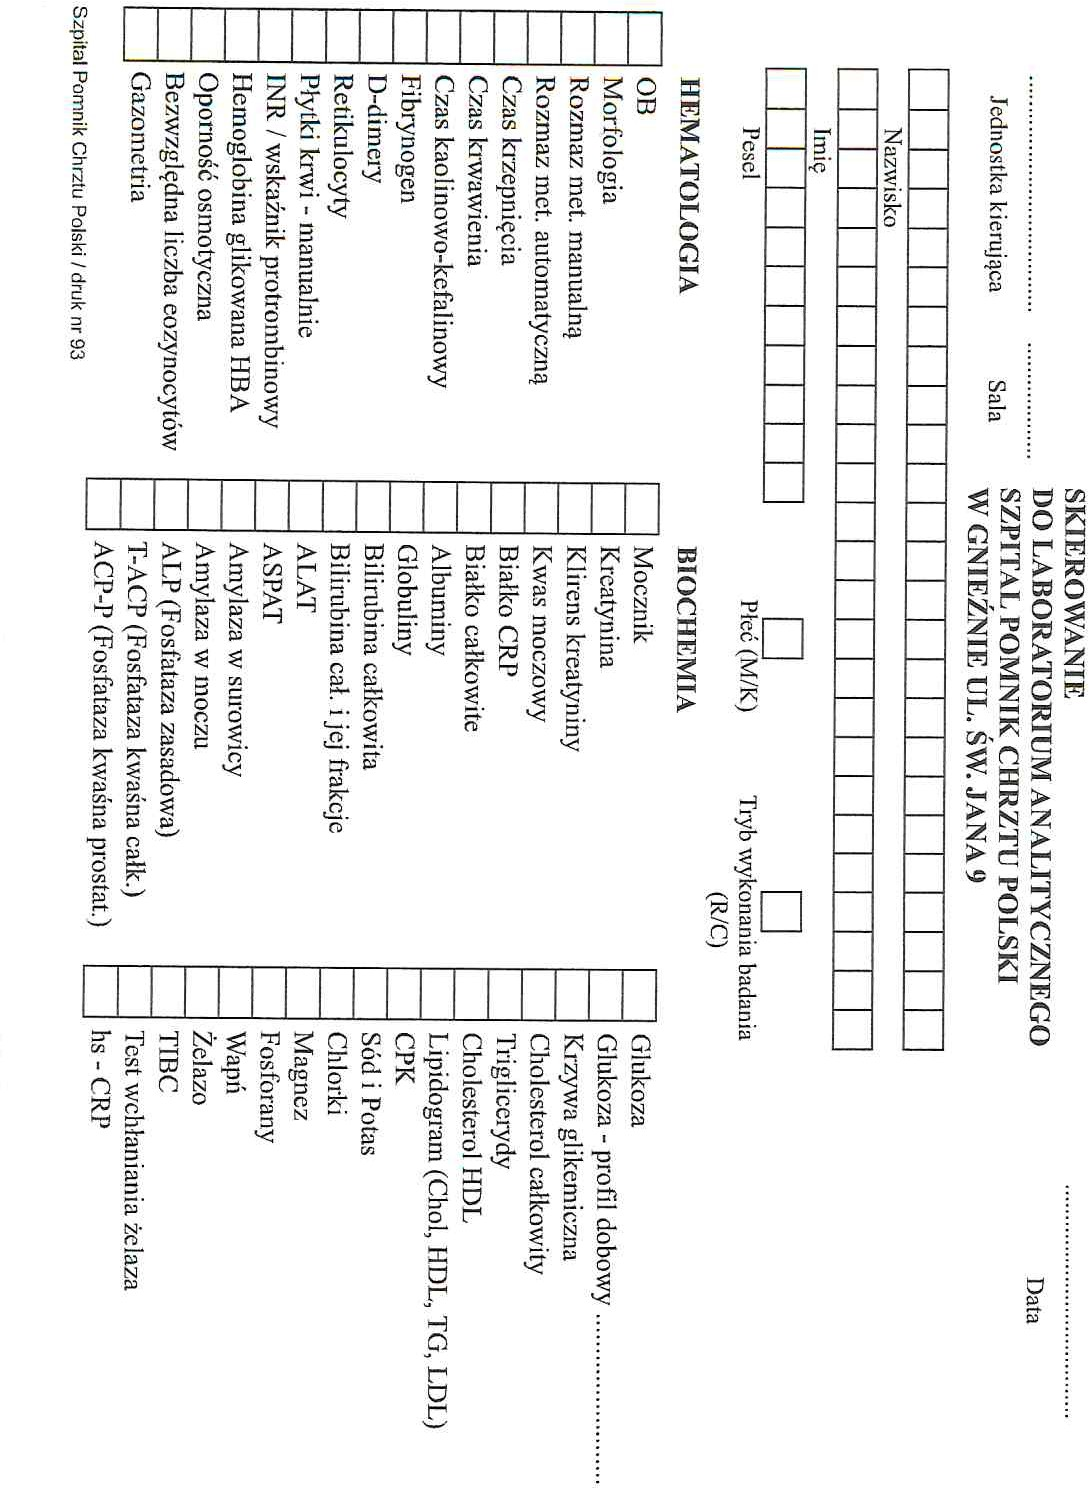 SKIEROWANIE
DO LABORATORIUM ANALITYCZNEGO
SZPITAL POMNIK CHRZTU POLSKI
W GNIEŹNIE UL. ŚW. JANA 9
Jednostka kierująca
Sala
Data
Nazwisko
Imię
Pesel
Płeć (M/K)
Tryb wykonania badania
(R/C)
HEMATOLOGIA
OB
Morfologia
Rozmaz met. manualną
Rozmaz met. automatyczną
Czas krzepnięcia
Czas krwawienia
Czas kaolinowo-kefalinowy
Fibrynogen
D-dimery
Retikulocyty
Płytki krwi - manualnie
INR / wskaźnik protrombinowy
Hemoglobina glikowana HBA
Oporność osmotyczna
Bezwzględna liczba eozynocytów
Gazometria
BIOCHEMIA
Mocznik
Kreatynina
Klirens kreatyniny
Kwas moczowy
Białko CRP
Białko całkowite
Albuminy
Globuliny
Bilirubina całkowita
Bilirubina cał. i jej frakcje
ALAT
ASPAT
Amylaza w surowicy
Amylaza w moczu
ALP (Fosfataza zasadowa)
T-ACP (Fosfataza kwaśna całk.)
ACP-P (Fosfataza kwaśna prostat.)
Glukoza
Glukoza - profil dobowy ..........................
Krzywa glikemiczna
Cholesterol całkowity
Triglicerydy
Cholesterol HDL
Lipidogram (Chol, HDL, TG, LDL)
CPK
Sód i Potas
Chlorki
Magnez
Fosforany
Wapń
Żelazo
TIBC
Test wchłaniania żelaza
hs - CRP
Szpital Pomnik Chrztu Polski / druk nr 93